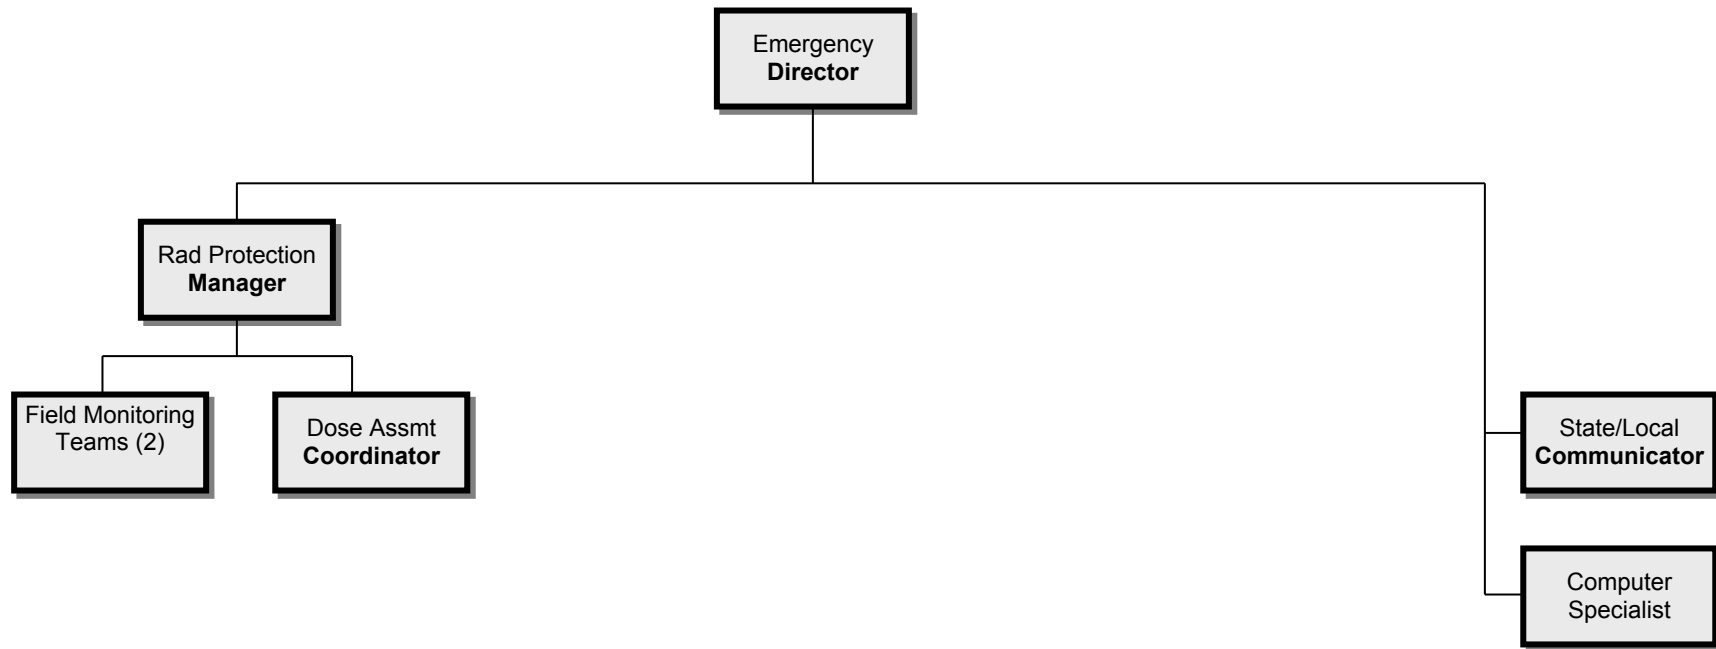 Emergency
Director
Rad Protection
Manager
Field Monitoring
Teams (2)
Dose Assmt
Coordinator
State/Local
Communicator
Computer
Specialist